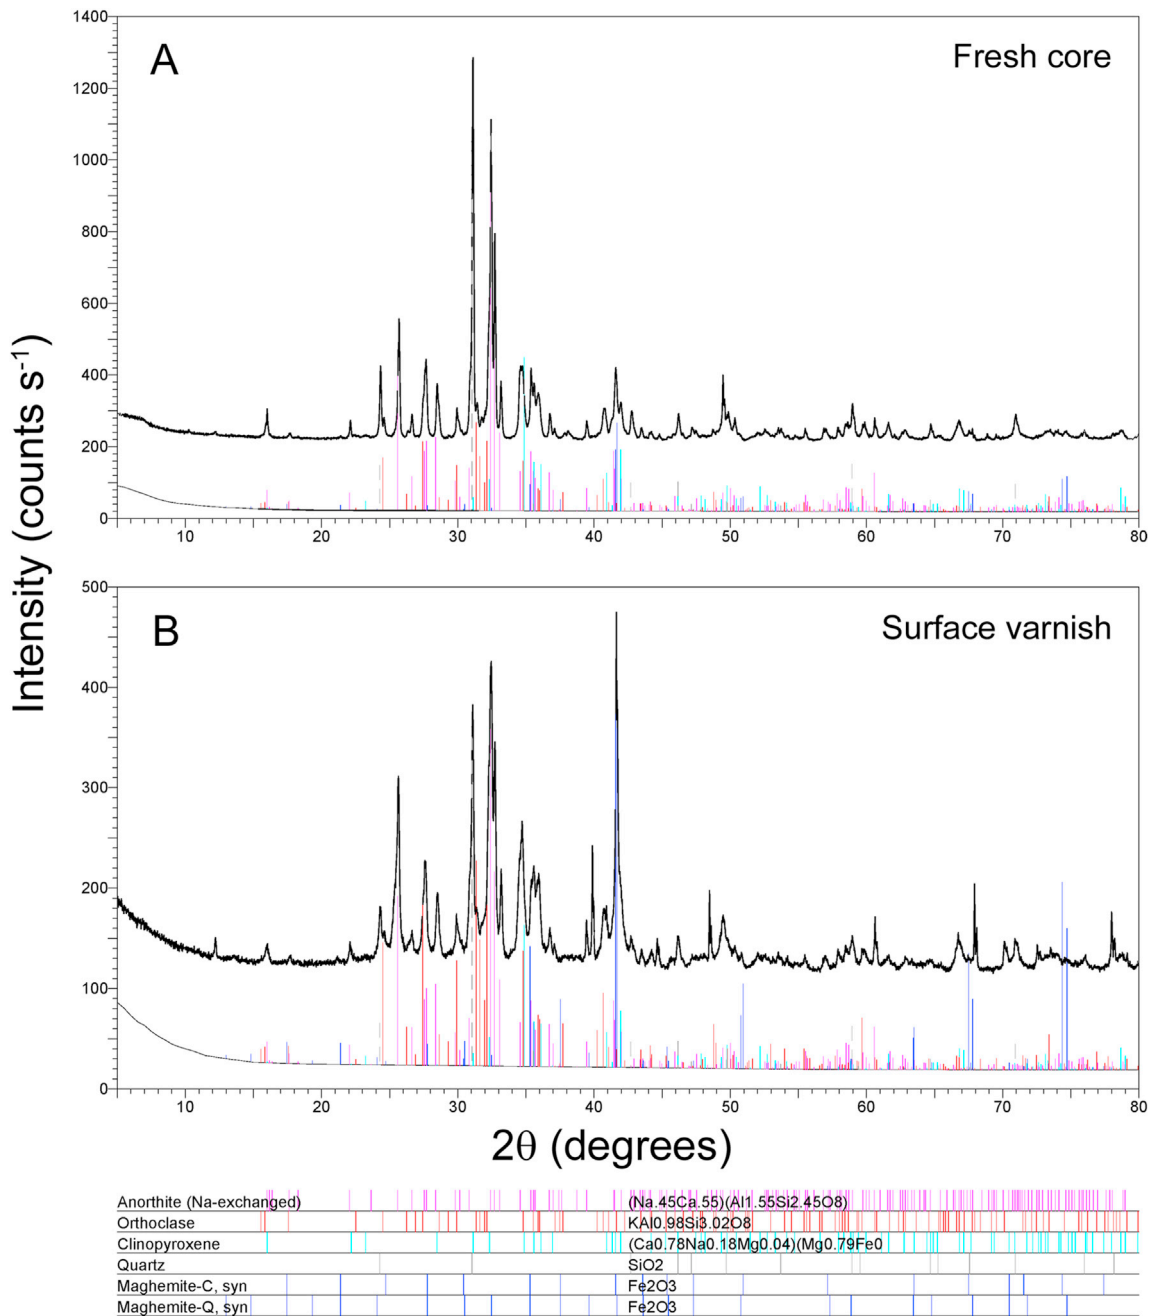 1400
A
Fresh core
1200
1000
800
600
400
200
0
10 20 30 40 50 60 70 80
Intensity (counts s-1)
500
B
Surface varnish
400
300
200
100
0
10 20 30 40 50 60 70 80
2θ (degrees)
Anorthite (Na-exchanged) (Na.45Ca.55)(Al1.55Si2.45O8)
Orthoclase KAl0.98Si3.02O8
Clinopyroxene (Ca0.78Na0.18Mg0.04)(Mg0.79Fe0
Quartz SiO2
Maghemite-C, syn Fe2O3
Maghemite-Q, syn Fe2O3